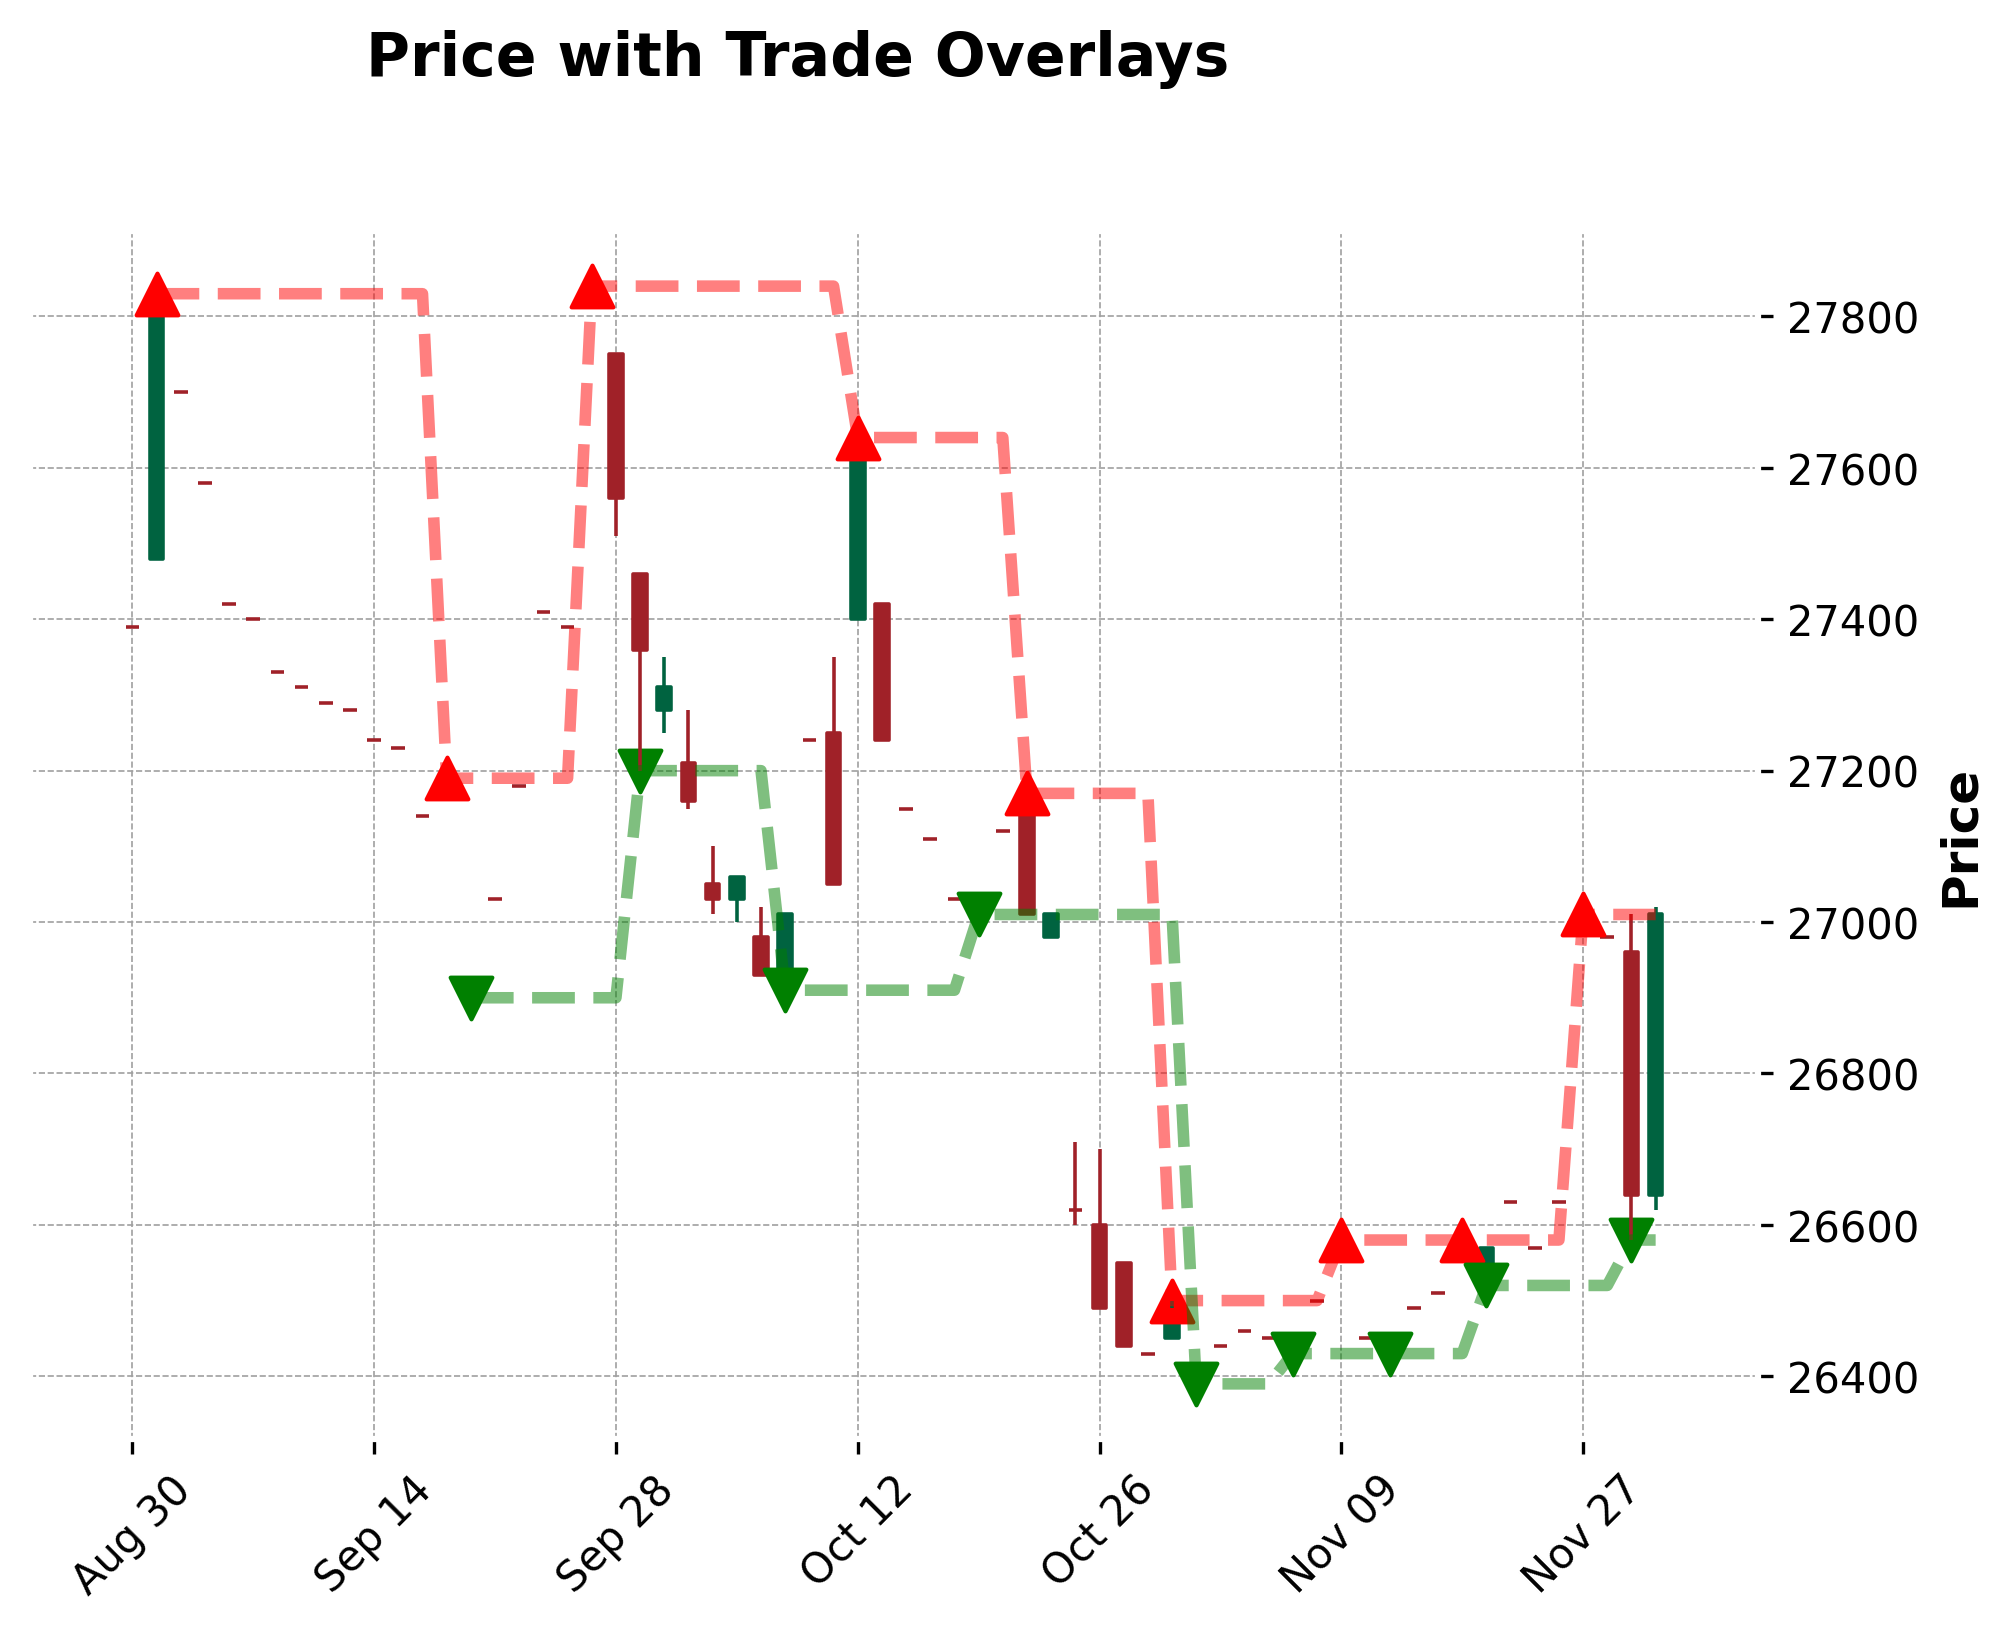 Price with Trade Overlays
27800
27600
27400
27200
27000
26800
26600
26400
Price
Aug 30
Sep 14
Sep 28
Oct 12
Oct 26
Nov 09
Nov 27